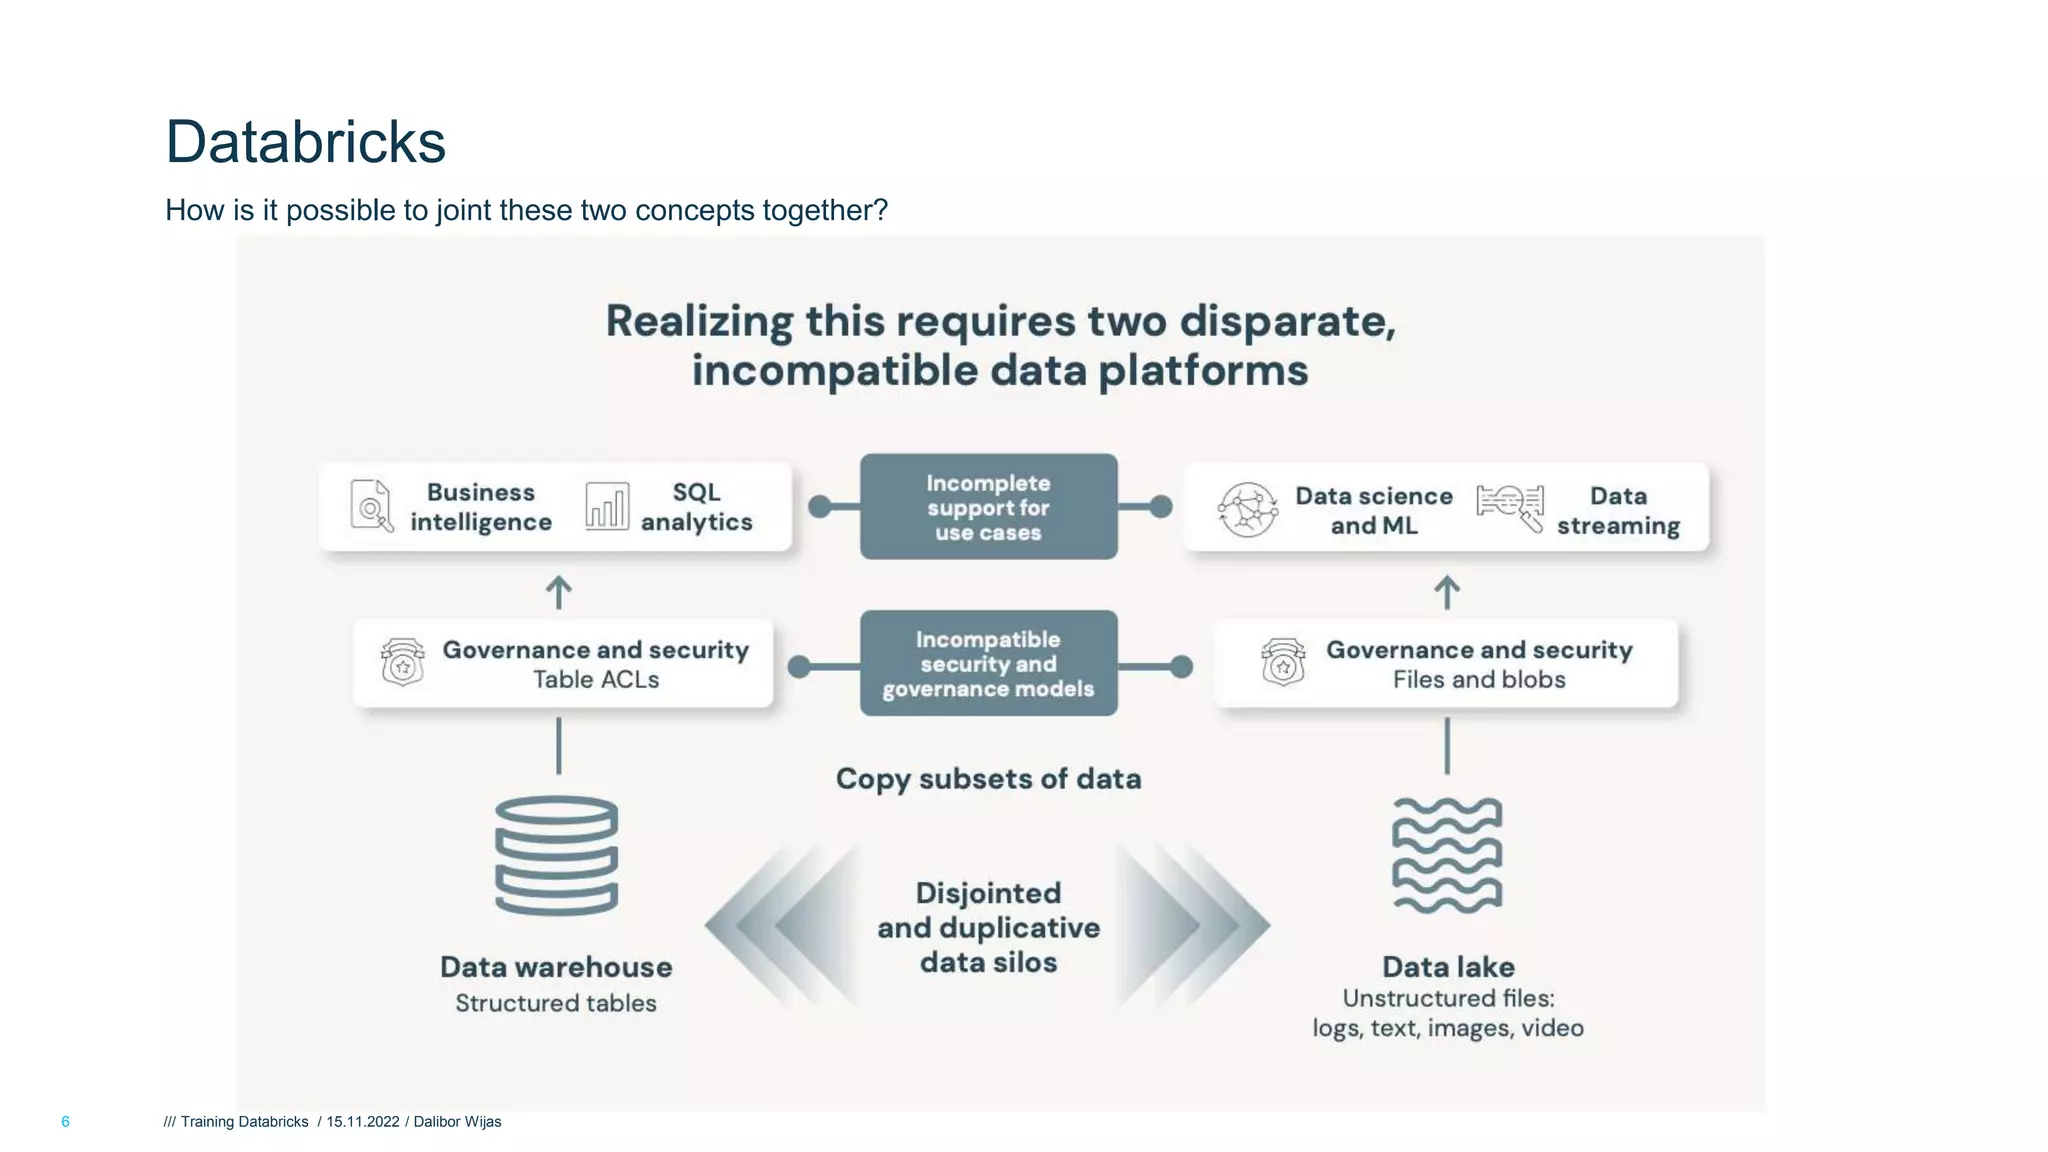 Databricks
How is it possible to joint these two concepts together?
Realizing this requires two disparate,
incompatible data platforms
Business
intelligence
SQL
analytics
Incomplete
support for
use cases
Data science
and ML
Data
streaming
Governance and security
Table ACLs
Incompatible
security and
governance models
Governance and security
Files and blobs
Copy subsets of data
Disjointed
and duplicative
data silos
Data warehouse
Structured tables
Data lake
Unstructured files:
logs, text, images, video
6 /// Training Databricks / 15.11.2022 / Dalibor Wijas